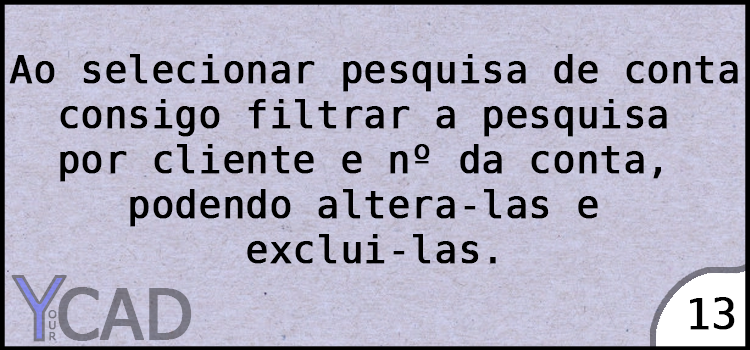 Ao selecionar pesquisa de conta
consigo filtrar a pesquisa
por cliente e nº da conta,
podendo altera-las e
exclui-las.
YOUR CAD
13